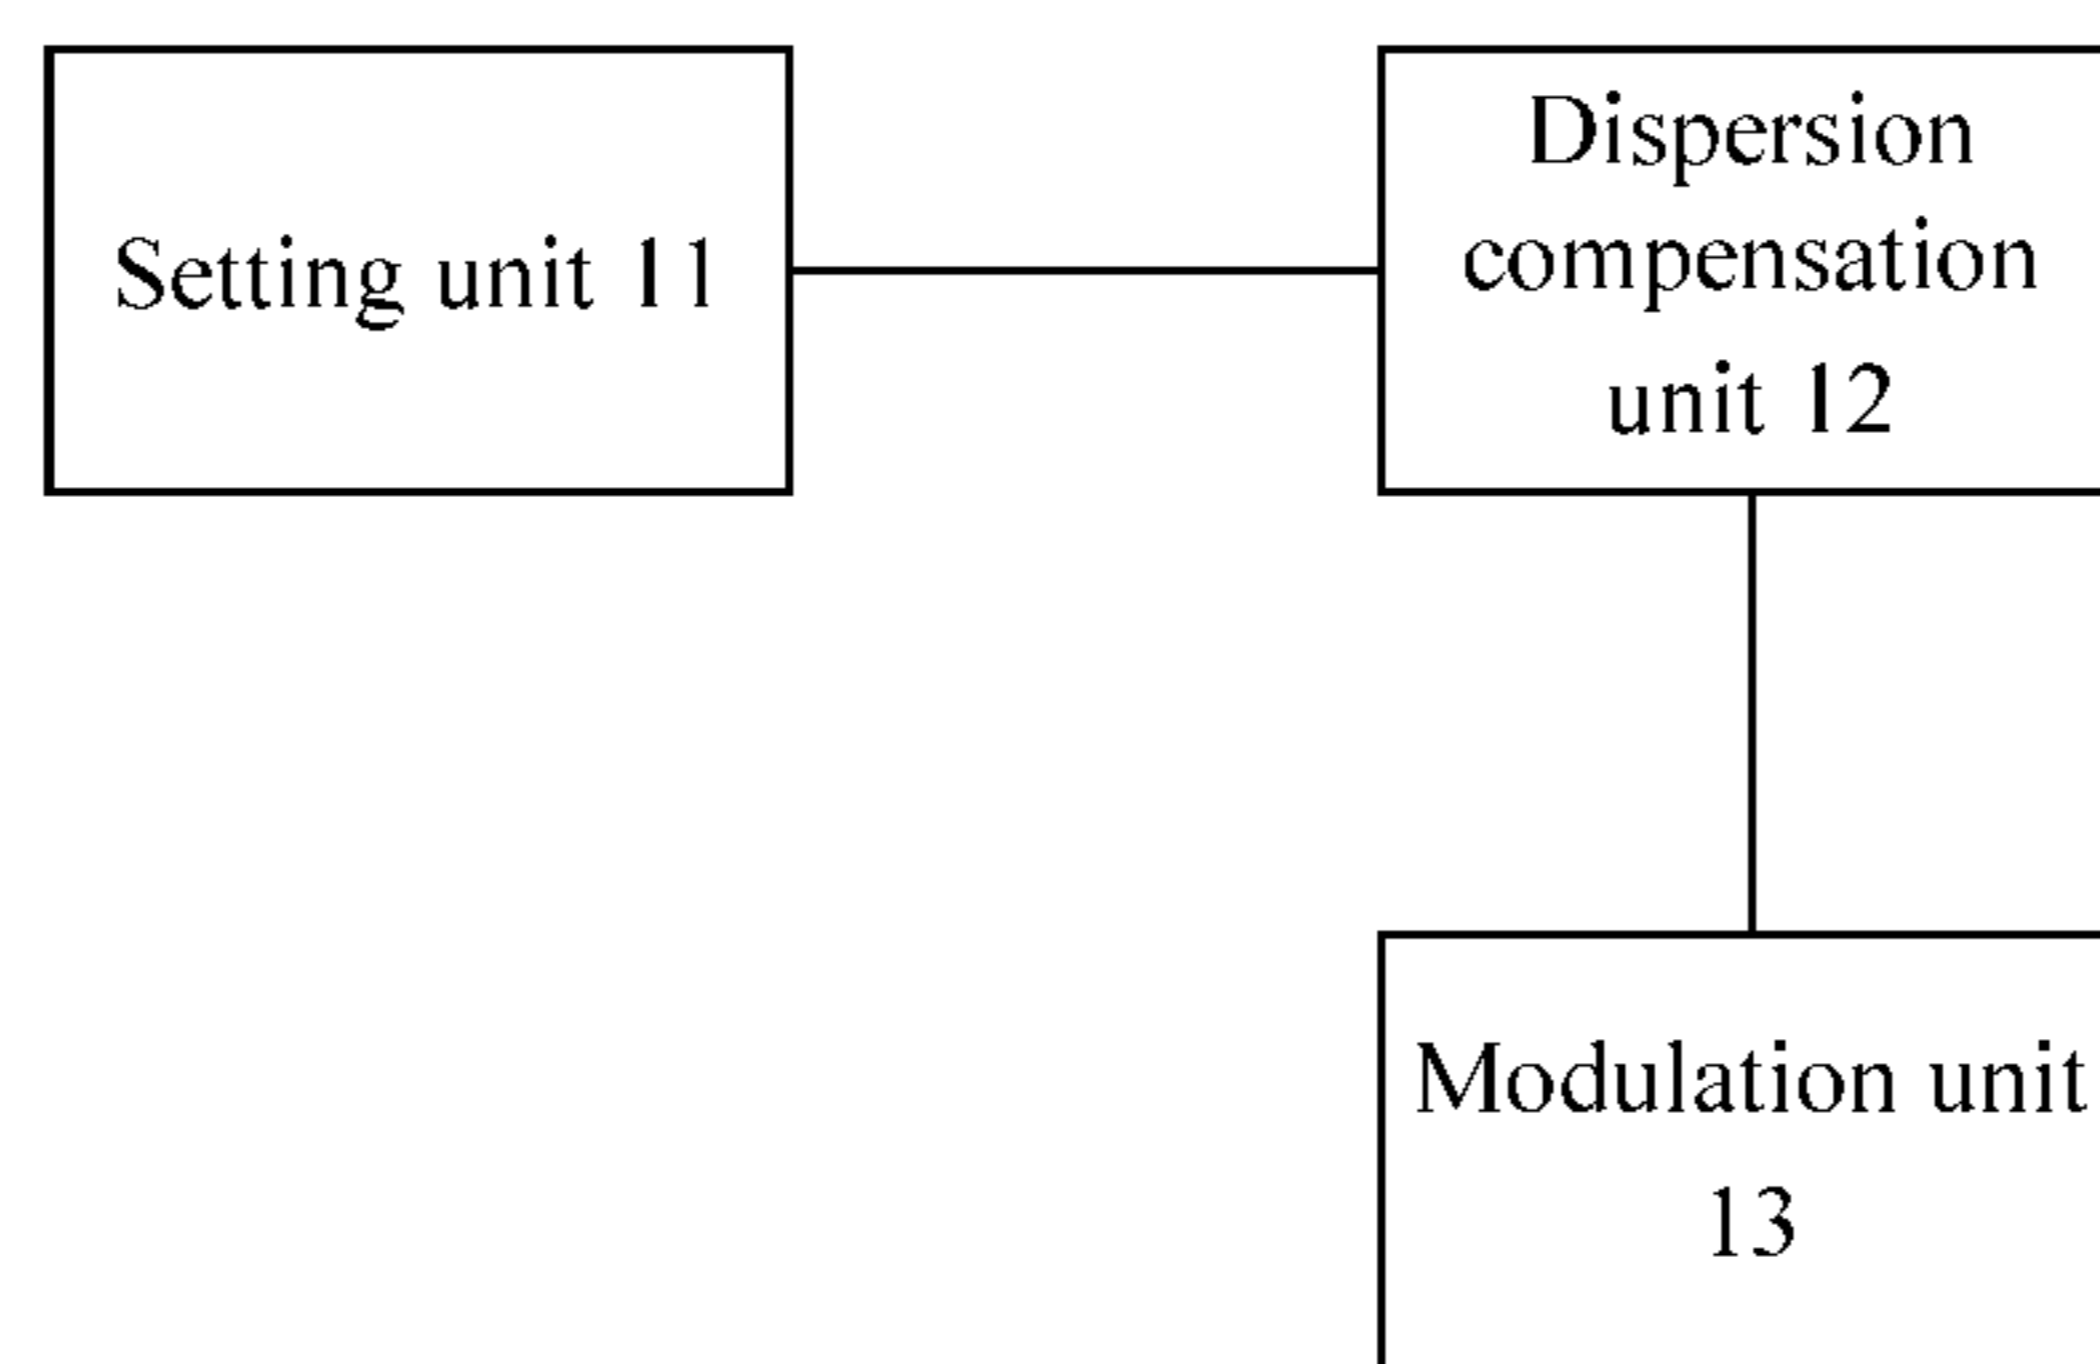 Setting unit 11
Dispersion
compensation
unit 12
Modulation unit
13